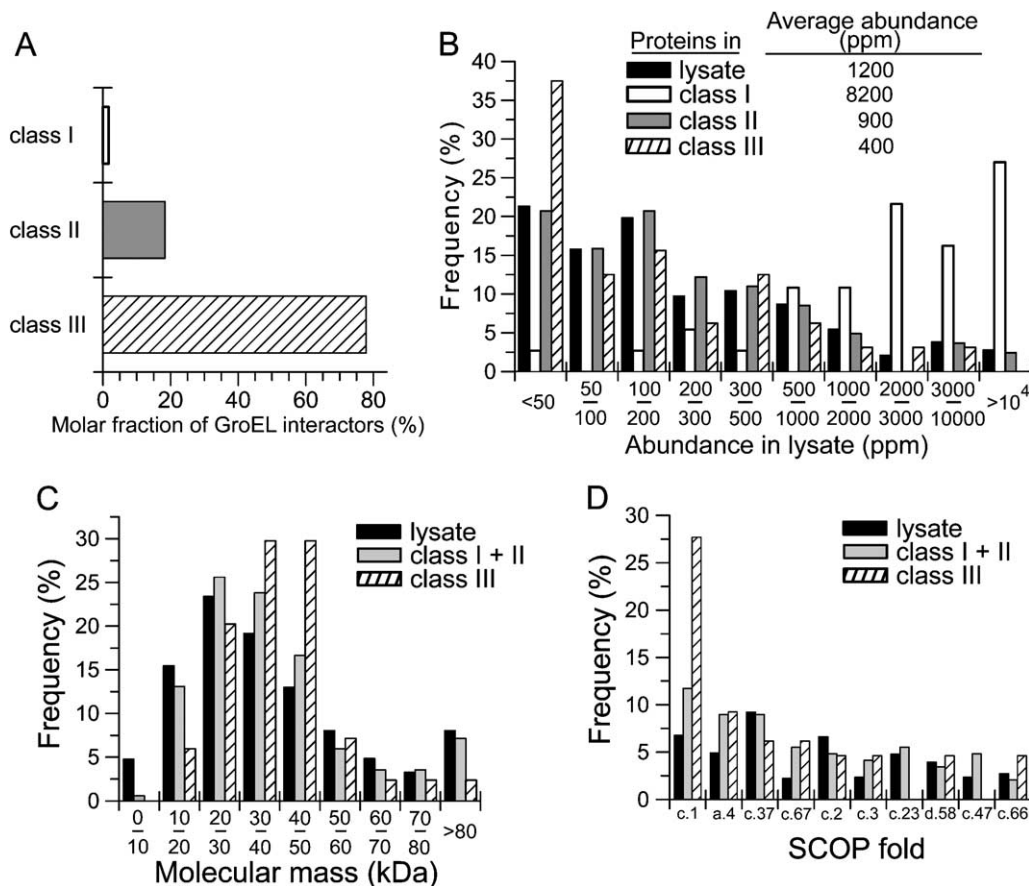 A
class I
class II
class III
0 20 40 60 80
Molar fraction of GroEL interactors (%)
B
Proteins in
Average abundance
(ppm)
lysate 1200
class I 8200
class II 900
class III 400
40
35
30
25
20
15
10
5
0
Frequency (%)
<50 50 100 200 300 500 1000 2000 3000 >10⁴
100 200 300 500 1000 2000 3000 10000
Abundance in lysate (ppm)
C
lysate
class I + II
class III
30
25
20
15
10
5
0
Frequency (%)
0 10 20 30 40 50 60 70 >80
10 20 30 40 50 60 70 80
Molecular mass (kDa)
D
lysate
class I + II
class III
30
25
20
15
10
5
0
Frequency (%)
c.1 a.4 c.37 c.67 c.2 c.3 c.23 d.58 c.47 c.66
SCOP fold